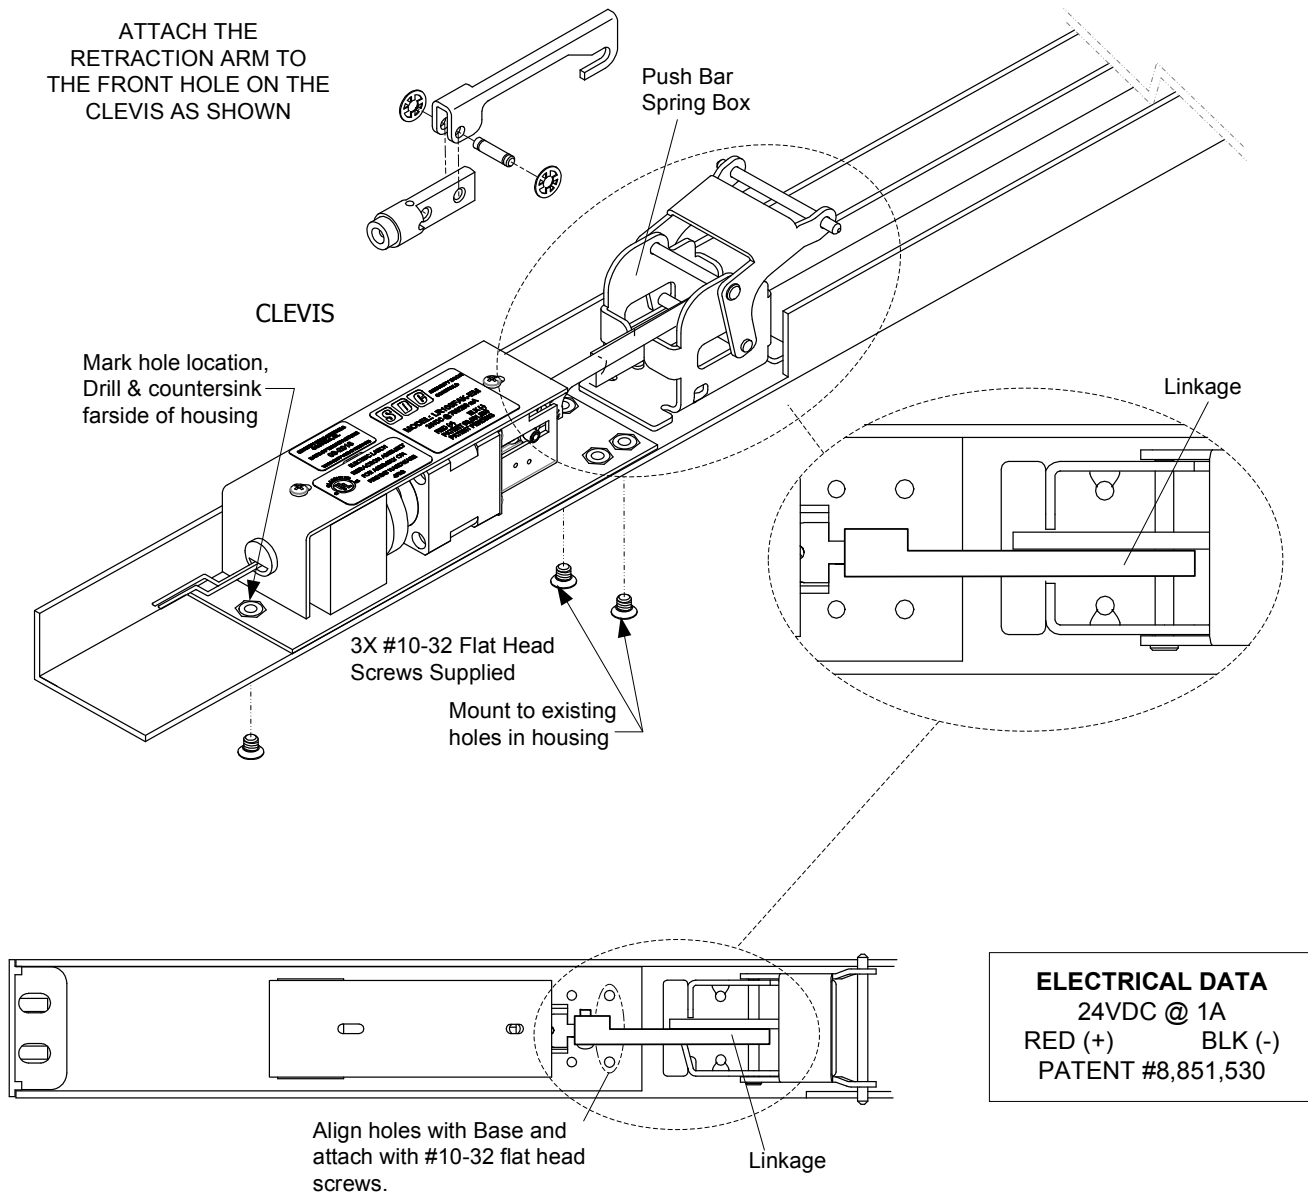 ATTACH THE
RETRACTION ARM TO
THE FRONT HOLE ON THE
CLEVIS AS SHOWN
Push Bar
Spring Box
CLEVIS
Mark hole location,
Drill & countersink
farside of housing
SDC
Linkage
3X #10-32 Flat Head
Screws Supplied
Mount to existing
holes in housing
ELECTRICAL DATA
24VDC @ 1A
RED (+) BLK (-)
PATENT #8,851,530
Align holes with Base and
attach with #10-32 flat head
screws.
Linkage